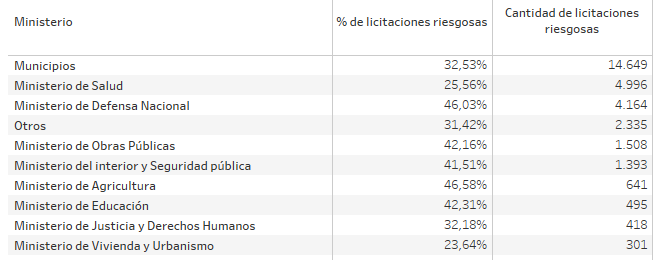 Ministerio % de licitaciones riesgosas Cantidad de licitaciones riesgosas
Municipios 32,53% 14.649
Ministerio de Salud 25,56% 4.996
Ministerio de Defensa Nacional 46,03% 4.164
Otros 31,42% 2.335
Ministerio de Obras Públicas 42,16% 1.508
Ministerio del interior y Seguridad pública 41,51% 1.393
Ministerio de Agricultura 46,58% 641
Ministerio de Educación 42,31% 495
Ministerio de Justicia y Derechos Humanos 32,18% 418
Ministerio de Vivienda y Urbanismo 23,64% 301